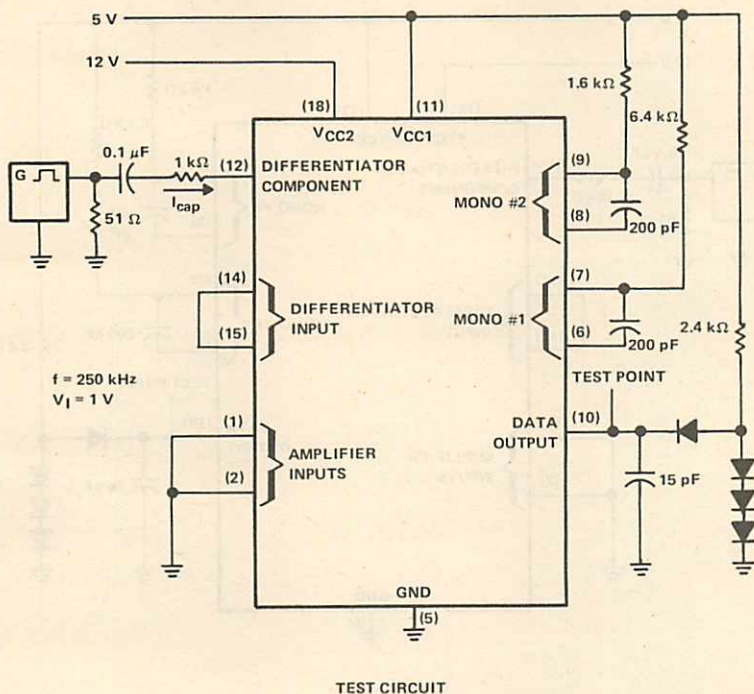 5 V
12 V
(18)
(11)
VCC2
VCC1
1.6 kΩ
6.4 kΩ
0.1 μF
1 kΩ
(12)
DIFFERENTIATOR
COMPONENT
(9)
MONO #2
(8)
200 pF
G
Icap
51 Ω
(14)
DIFFERENTIATOR
INPUT
(15)
(7)
MONO #1
(6)
200 pF
2.4 kΩ
TEST POINT
f = 250 kHz
VI = 1 V
(1)
AMPLIFIER
INPUTS
(2)
DATA
OUTPUT
(10)
15 pF
GND
(5)
TEST CIRCUIT